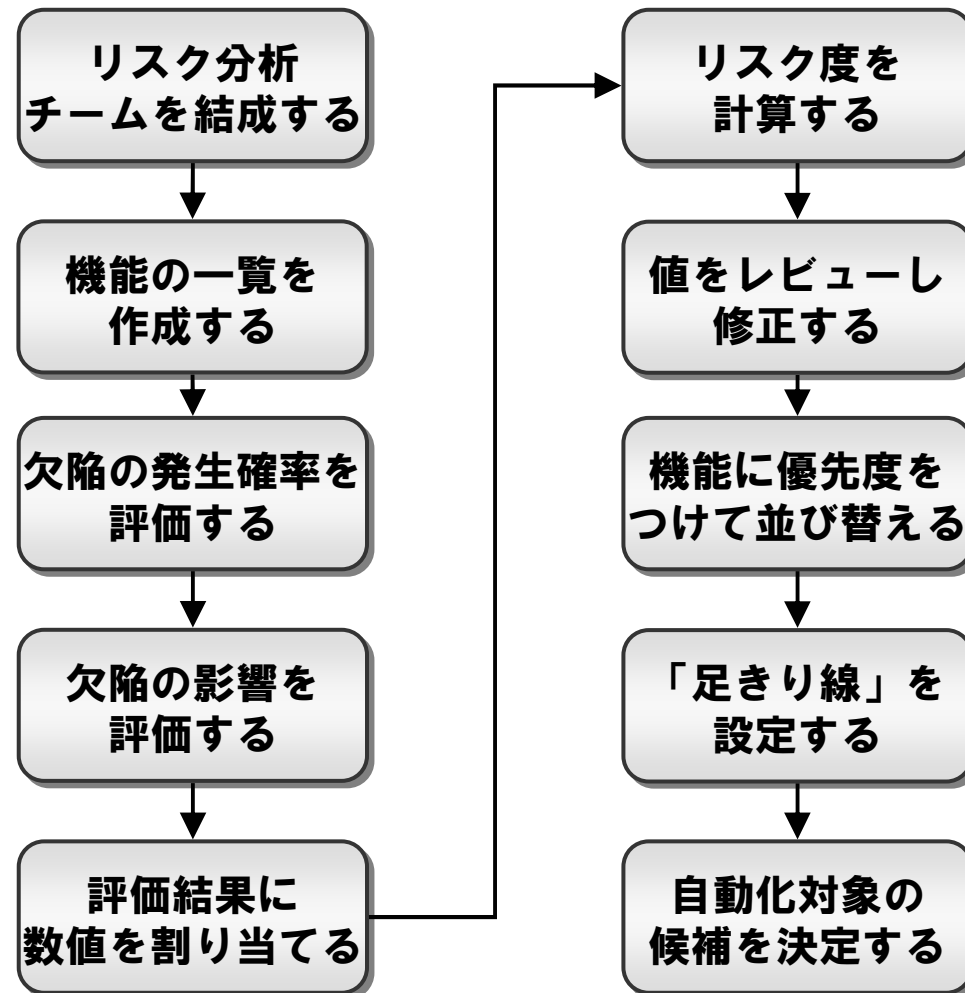 リスク分析
チームを結成する
機能の一覧を
作成する
欠陥の発生確率を
評価する
欠陥の影響を
評価する
評価結果に
数値を割り当てる
リスク度を
計算する
値をレビューし
修正する
機能に優先度を
つけて並び替える
「足きり線」を
設定する
自動化対象の
候補を決定する